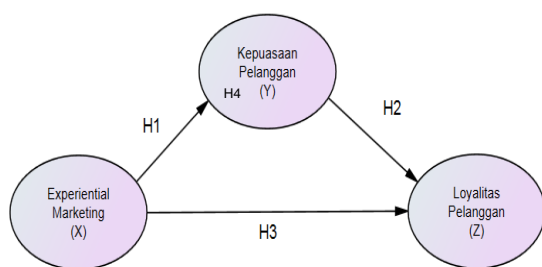 Kepuasaan
Pelanggan
(Y)
H4
H1
H2
Experiential
Marketing
(X)
H3
Loyalitas
Pelanggan
(Z)